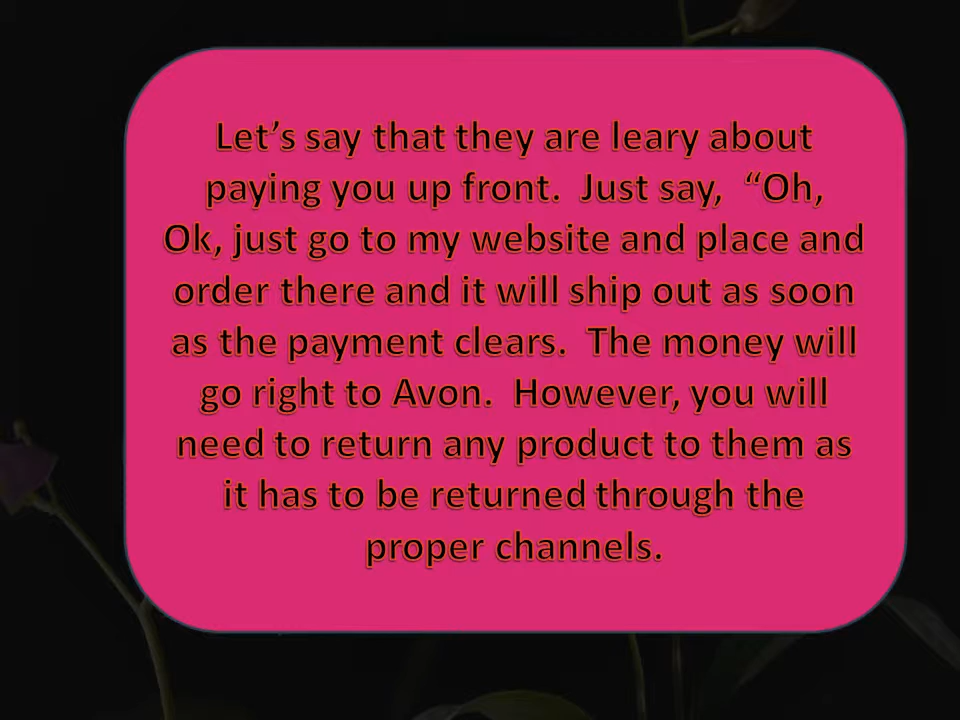 Let’s say that they are leary about
paying you up front.  Just say,  “Oh,
Ok, just go to my website and place and
order there and it will ship out as soon
as the payment clears.  The money will
go right to Avon.  However, you will
need to return any product to them as
it has to be returned through the
proper channels.